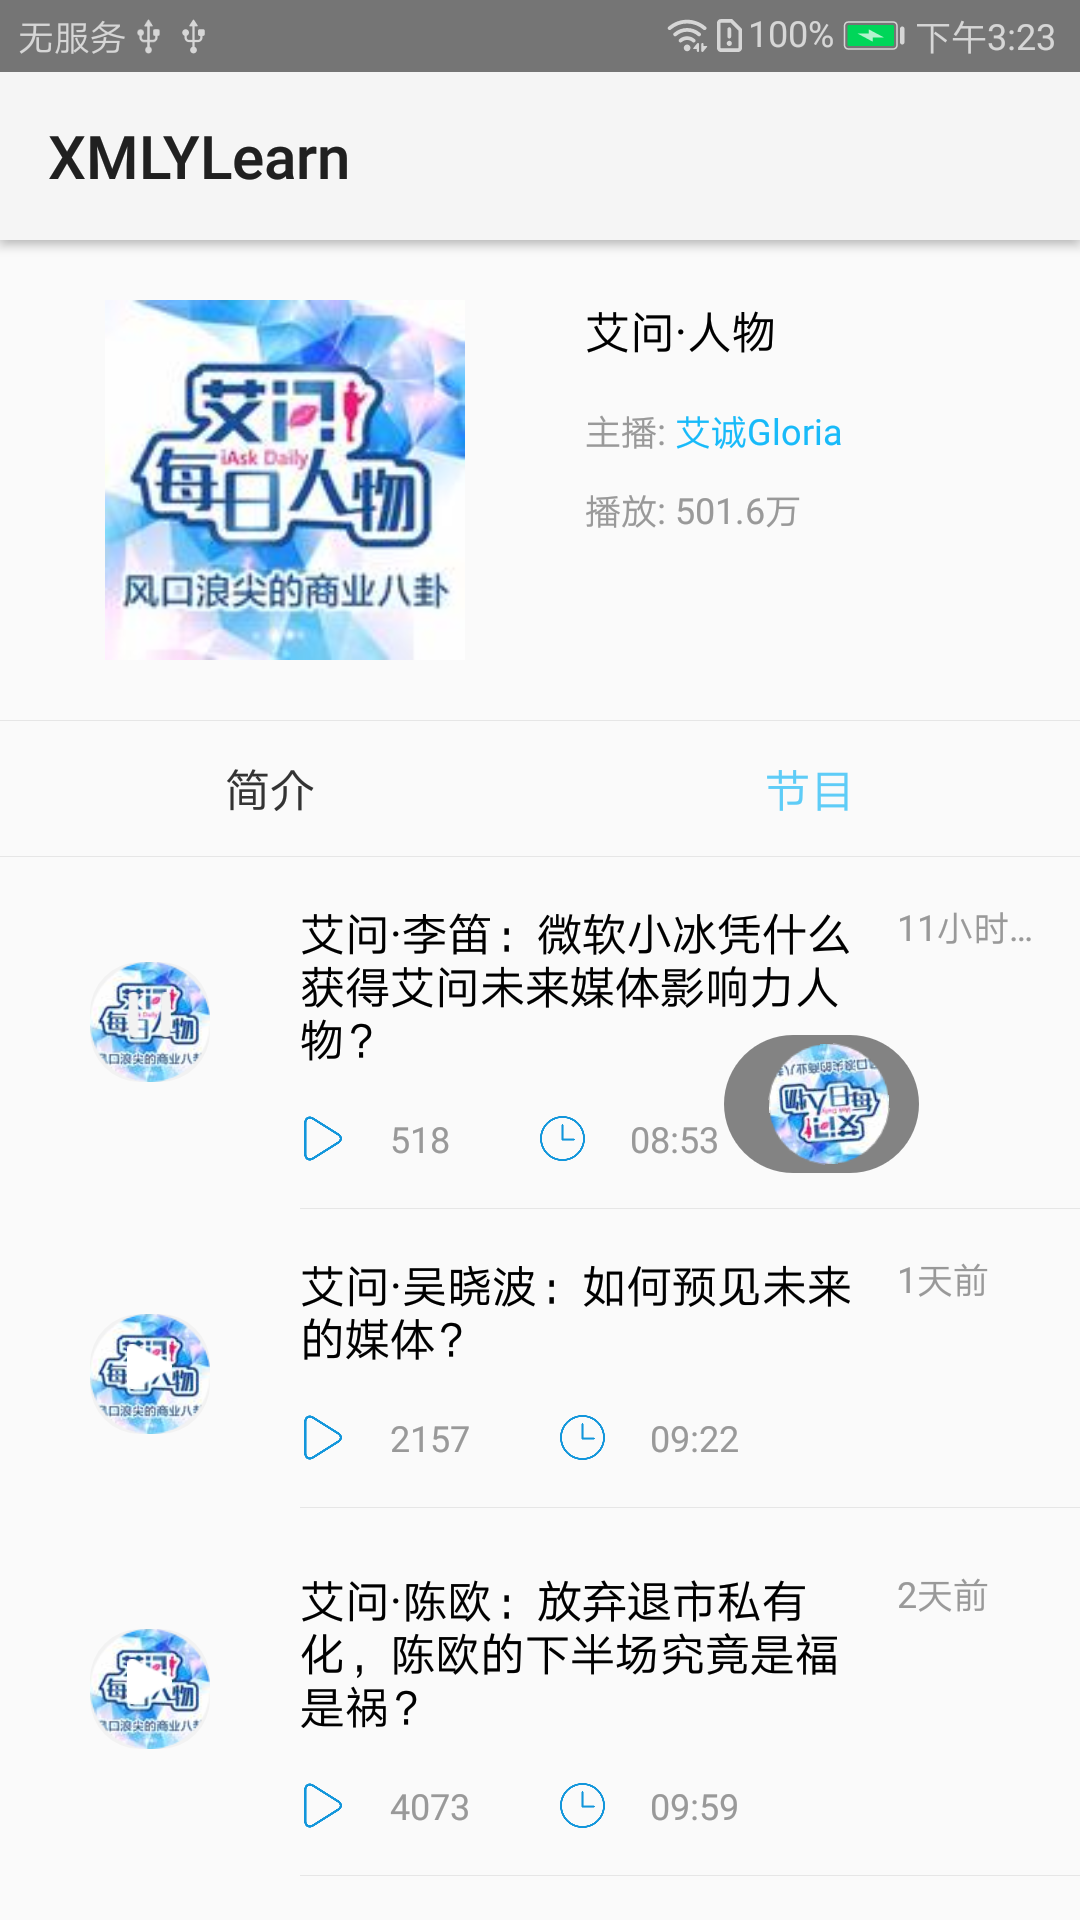 无服务 100% 下午3:23
XMLYLearn
艾问
iAsk Daily
每日人物
风口浪尖的商业八卦
艾问·人物
主播: 艾诚Gloria
播放: 501.6万
简介 节目
艾问·李笛：微软小冰凭什么
获得艾问未来媒体影响力人
物？
11小时...
518 08:53
艾问·吴晓波：如何预见未来
的媒体？
1天前
2157 09:22
艾问·陈欧：放弃退市私有
化，陈欧的下半场究竟是福
是祸？
2天前
4073 09:59